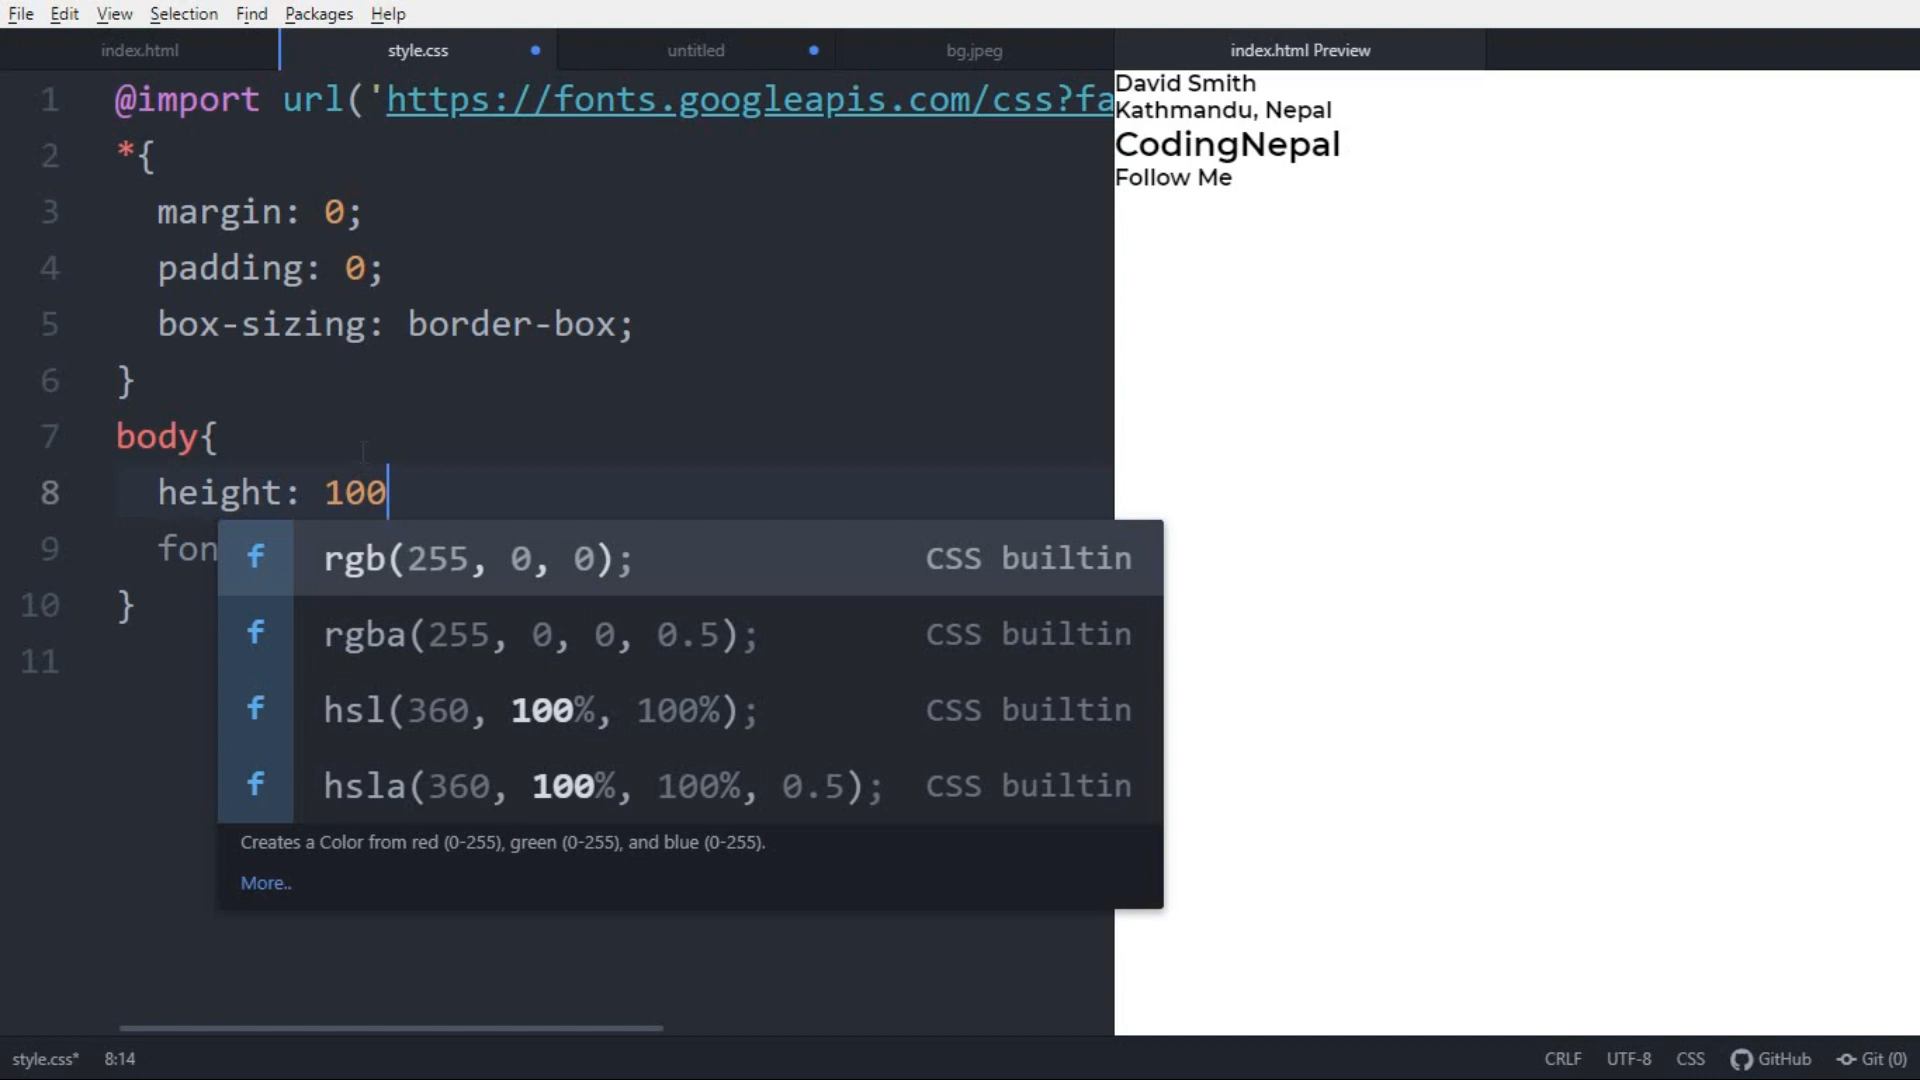 File Edit View Selection Find Packages Help
index.html style.css untitled bg.jpeg index.html Preview
1 @import url('https://fonts.googleapis.com/css?fa
2 *{
3 margin: 0;
4 padding: 0;
5 box-sizing: border-box;
6 }
7 body{
8 height: 100
9 fon
10 }
11
rgb(255, 0, 0); CSS builtin
rgba(255, 0, 0, 0.5); CSS builtin
hsl(360, 100%, 100%); CSS builtin
hsla(360, 100%, 100%, 0.5); CSS builtin
Creates a Color from red (0-255), green (0-255), and blue (0-255).
More..
David Smith
Kathmandu, Nepal
CodingNepal
Follow Me
style.css* 8:14 CRLF UTF-8 CSS GitHub Git (0)